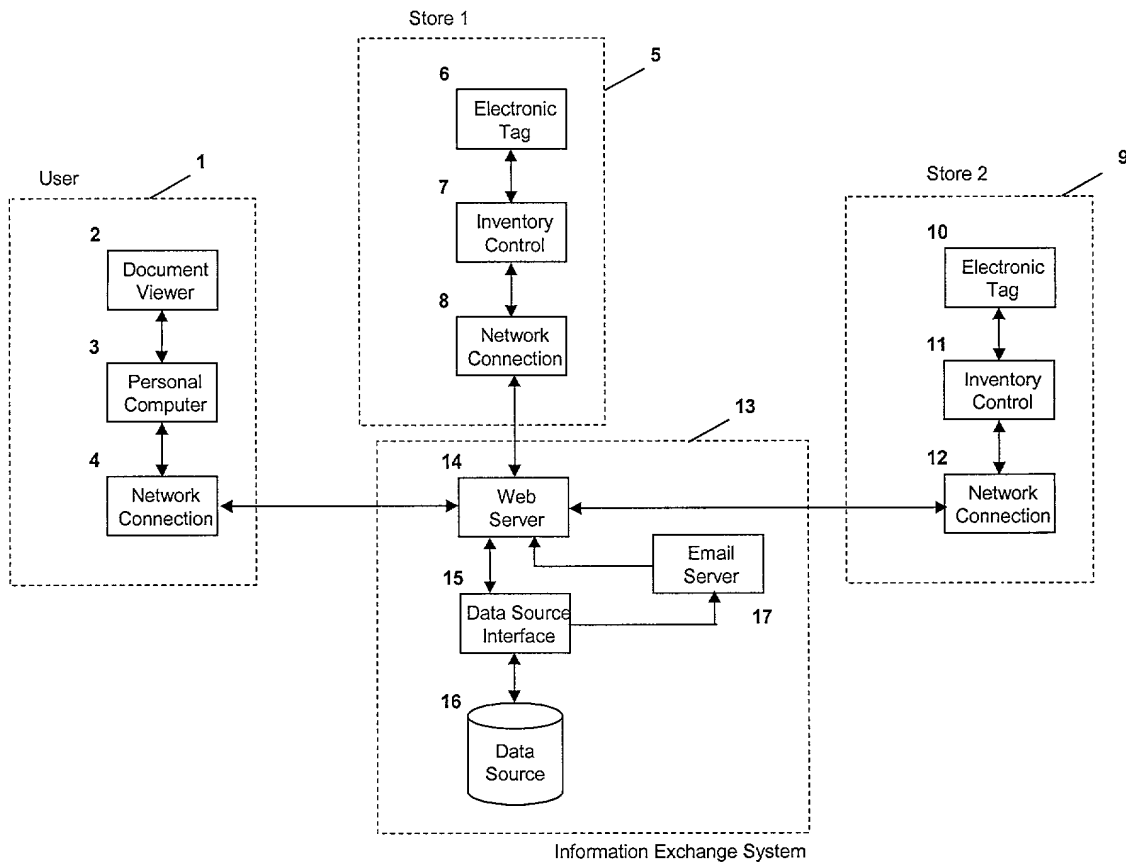 Store 1
5
6
Electronic
Tag
7
Inventory
Control
8
Network
Connection
User
1
2
Document
Viewer
3
Personal
Computer
4
Network
Connection
Store 2
9
10
Electronic
Tag
11
Inventory
Control
12
Network
Connection
13
14
Web
Server
Email
Server
17
15
Data Source
Interface
16
Data
Source
Information Exchange System